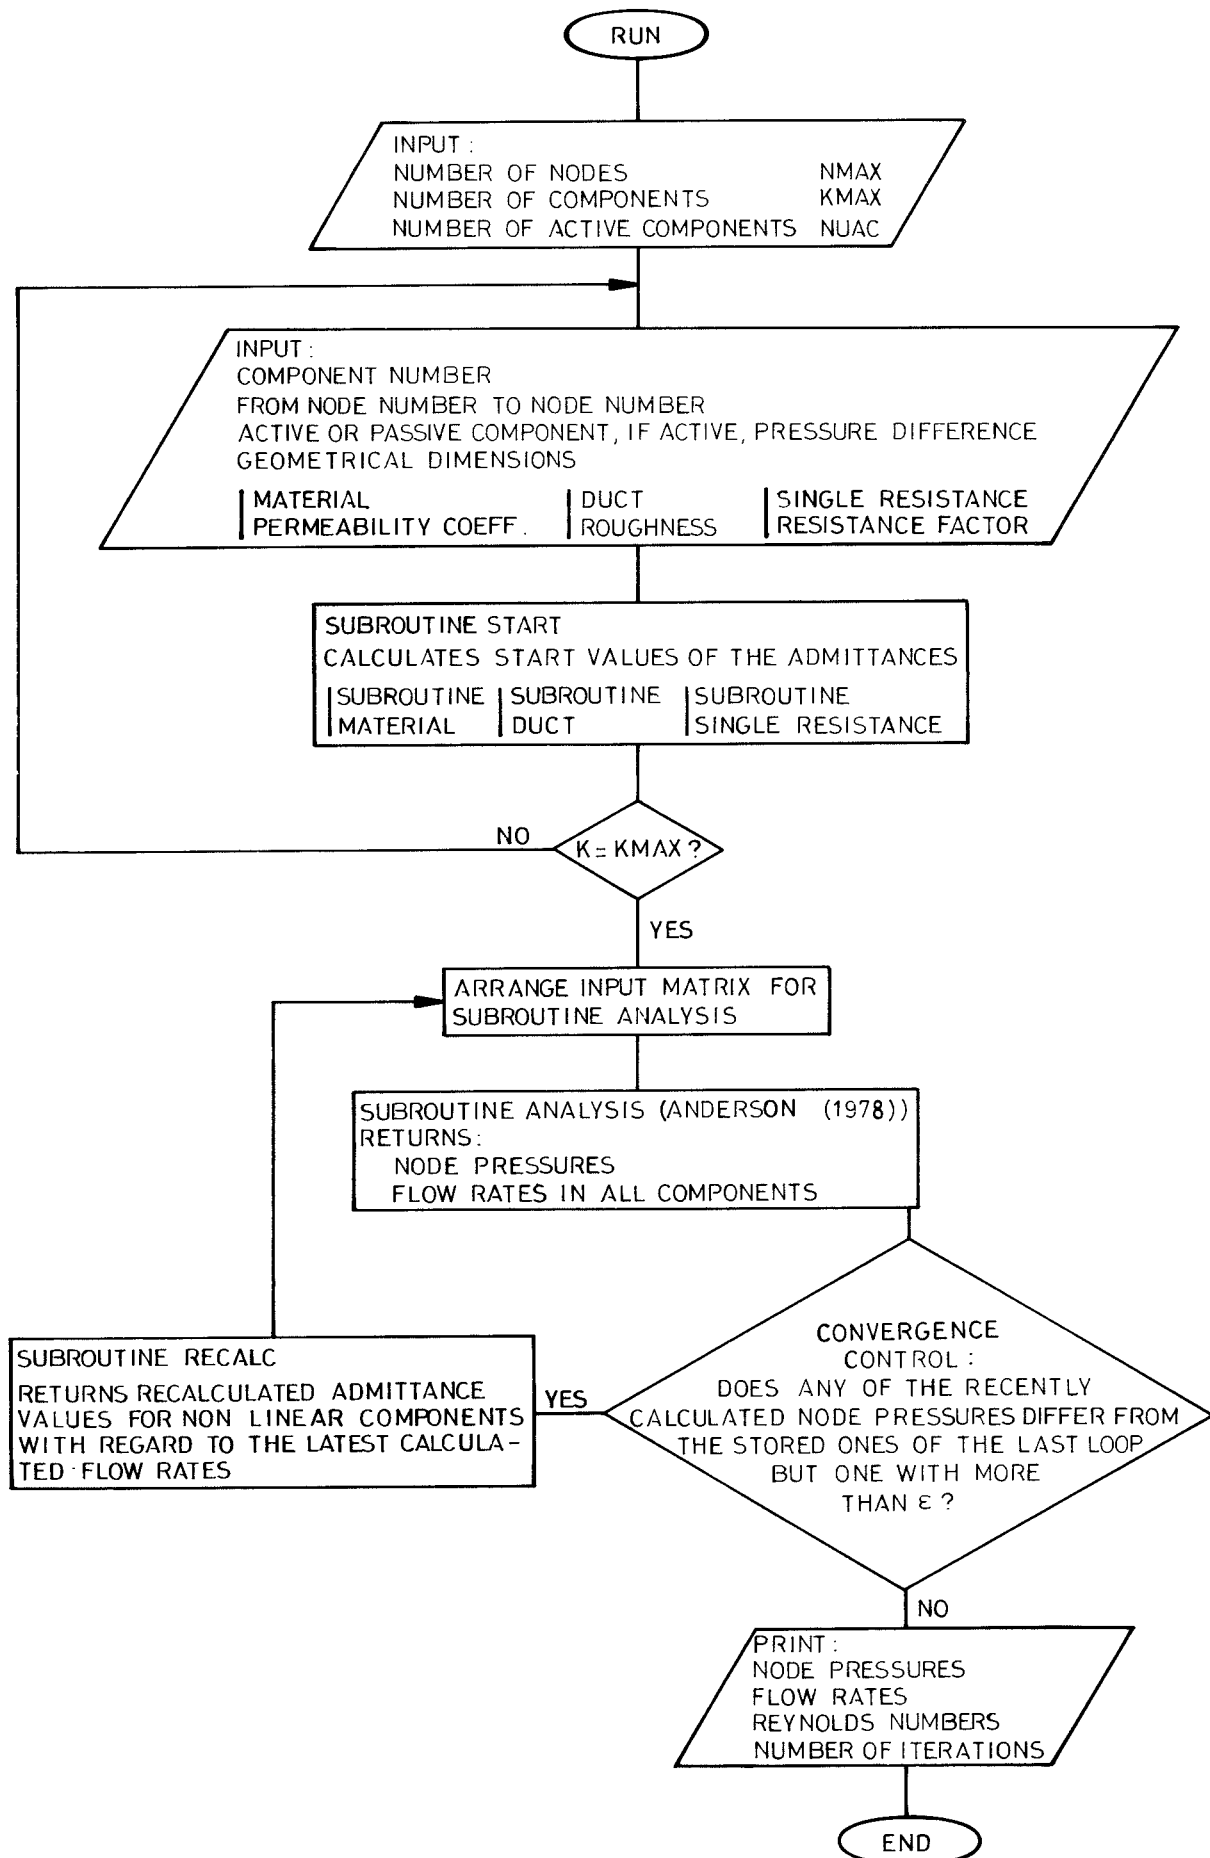 RUN
INPUT :
NUMBER OF NODES NMAX
NUMBER OF COMPONENTS KMAX
NUMBER OF ACTIVE COMPONENTS NUAC
INPUT :
COMPONENT NUMBER
FROM NODE NUMBER TO NODE NUMBER
ACTIVE OR PASSIVE COMPONENT, IF ACTIVE, PRESSURE DIFFERENCE
GEOMETRICAL DIMENSIONS
MATERIAL DUCT SINGLE RESISTANCE
PERMEABILITY COEFF. ROUGHNESS RESISTANCE FACTOR
SUBROUTINE START
CALCULATES START VALUES OF THE ADMITTANCES
SUBROUTINE SUBROUTINE SUBROUTINE
MATERIAL DUCT SINGLE RESISTANCE
NO
K = KMAX ?
YES
ARRANGE INPUT MATRIX FOR
SUBROUTINE ANALYSIS
SUBROUTINE ANALYSIS (ANDERSON (1978))
RETURNS:
NODE PRESSURES
FLOW RATES IN ALL COMPONENTS
SUBROUTINE RECALC
RETURNS RECALCULATED ADMITTANCE
VALUES FOR NON LINEAR COMPONENTS
WITH REGARD TO THE LATEST CALCULA-
TED FLOW RATES
YES
CONVERGENCE
CONTROL :
DOES ANY OF THE RECENTLY
CALCULATED NODE PRESSURES DIFFER FROM
THE STORED ONES OF THE LAST LOOP
BUT ONE WITH MORE
THAN ε ?
NO
PRINT :
NODE PRESSURES
FLOW RATES
REYNOLDS NUMBERS
NUMBER OF ITERATIONS
END